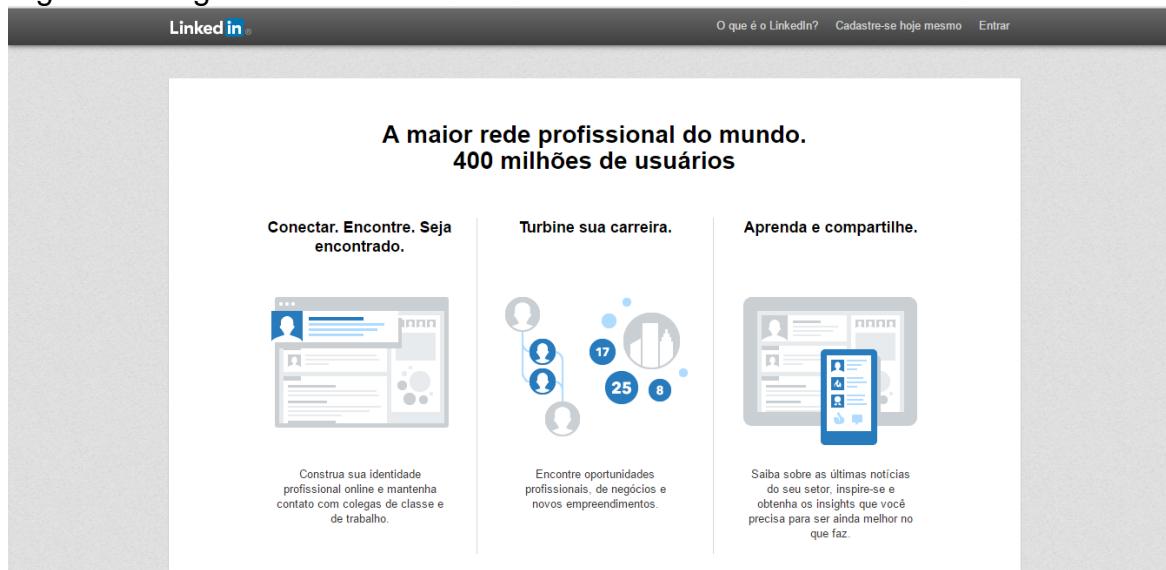 Linked in ®
O que é o LinkedIn? Cadastre-se hoje mesmo Entrar
A maior rede profissional do mundo.
400 milhões de usuários
Conectar. Encontre. Seja
encontrado.
Turbine sua carreira.
Aprenda e compartilhe.
17
25
8
Construa sua identidade
profissional online e mantenha
contato com colegas de classe e
de trabalho.
Encontre oportunidades
profissionais, de negócios e
novos empreendimentos.
Saiba sobre as últimas notícias
do seu setor, inspire-se e
obtenha os insights que você
precisa para ser ainda melhor no
que faz.